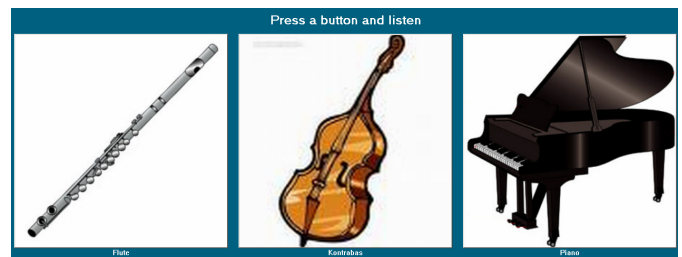 Press a button and listen
Flute
Kontrabas
Piano